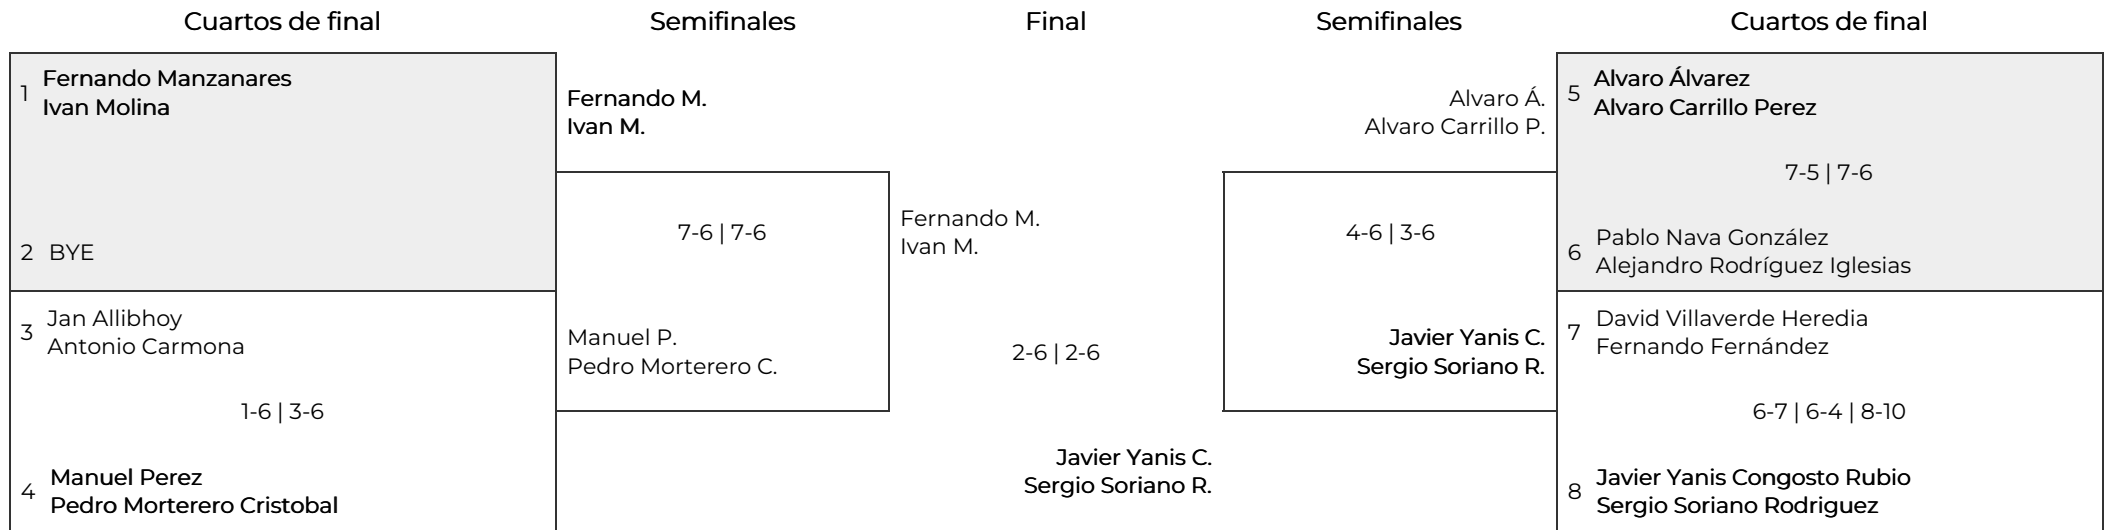 Cuartos de final
Semifinales
Final
Semifinales
Cuartos de final
1
Fernando Manzanares
Ivan Molina
2 BYE
3
Jan Allibhoy
Antonio Carmona
1-6 | 3-6
4
Manuel Perez
Pedro Morterero Cristobal
Fernando M.
Ivan M.
7-6 | 7-6
Manuel P.
Pedro Morterero C.
Fernando M.
Ivan M.
2-6 | 2-6
Javier Yanis C.
Sergio Soriano R.
Alvaro Á.
Alvaro Carrillo P.
4-6 | 3-6
Javier Yanis C.
Sergio Soriano R.
5
Alvaro Álvarez
Alvaro Carrillo Perez
7-5 | 7-6
6
Pablo Nava González
Alejandro Rodríguez Iglesias
7
David Villaverde Heredia
Fernando Fernández
6-7 | 6-4 | 8-10
8
Javier Yanis Congosto Rubio
Sergio Soriano Rodriguez